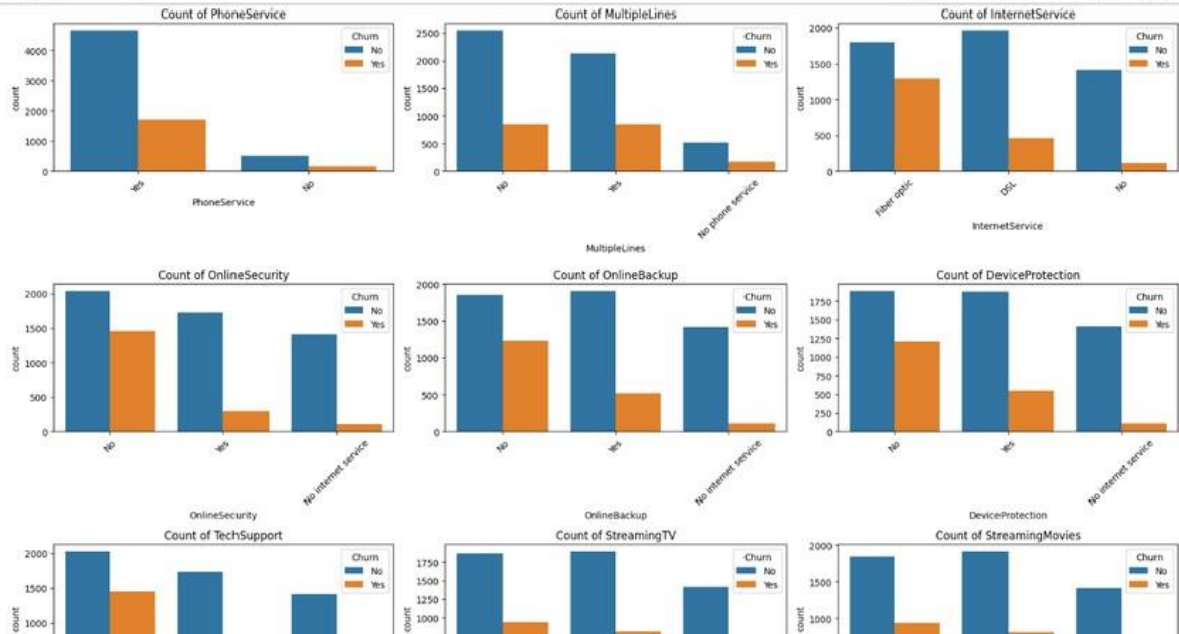 Count of PhoneService
Churn
No
Yes
4000
3000
2000
1000
0
count
Yes
No
PhoneService
Count of MultipleLines
Churn
No
Yes
2500
2000
1500
1000
500
0
count
No
Yes
No phone service
MultipleLines
Count of InternetService
Churn
No
Yes
2000
1500
1000
500
0
count
Fiber optic
DSL
No
InternetService
Count of OnlineSecurity
Churn
No
Yes
2000
1500
1000
500
0
count
No
Yes
No internet service
OnlineSecurity
Count of OnlineBackup
Churn
No
Yes
2000
1500
1000
500
0
count
No
Yes
No internet service
OnlineBackup
Count of DeviceProtection
Churn
No
Yes
1750
1500
1250
1000
750
500
250
0
count
No
Yes
No internet service
DeviceProtection
Count of TechSupport
Churn
No
Yes
2000
1500
1000
count
Count of StreamingTV
Churn
No
Yes
1750
1500
1250
1000
count
Count of StreamingMovies
Churn
No
Yes
2000
1500
1000
count